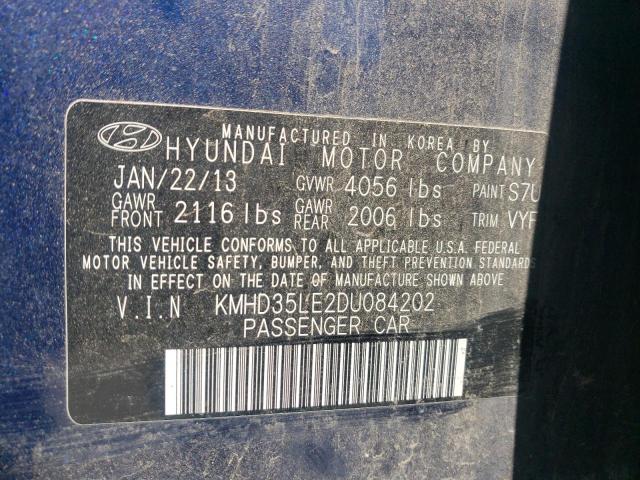 MANUFACTURED IN KOREA BY
HYUNDAI MOTOR COMPANY
JAN/22/13 GVWR 4056 lbs PAINT S7U
GAWR FRONT 2116 lbs GAWR REAR 2006 lbs TRIM VYF
THIS VEHICLE CONFORMS TO ALL APPLICABLE U.S.A. FEDERAL
MOTOR VEHICLE SAFETY, BUMPER, AND THEFT PREVENTION STANDARDS
IN EFFECT ON THE DATE OF MANUFACTURE SHOWN ABOVE
V.I.N KMHD35LE2DU084202
PASSENGER CAR